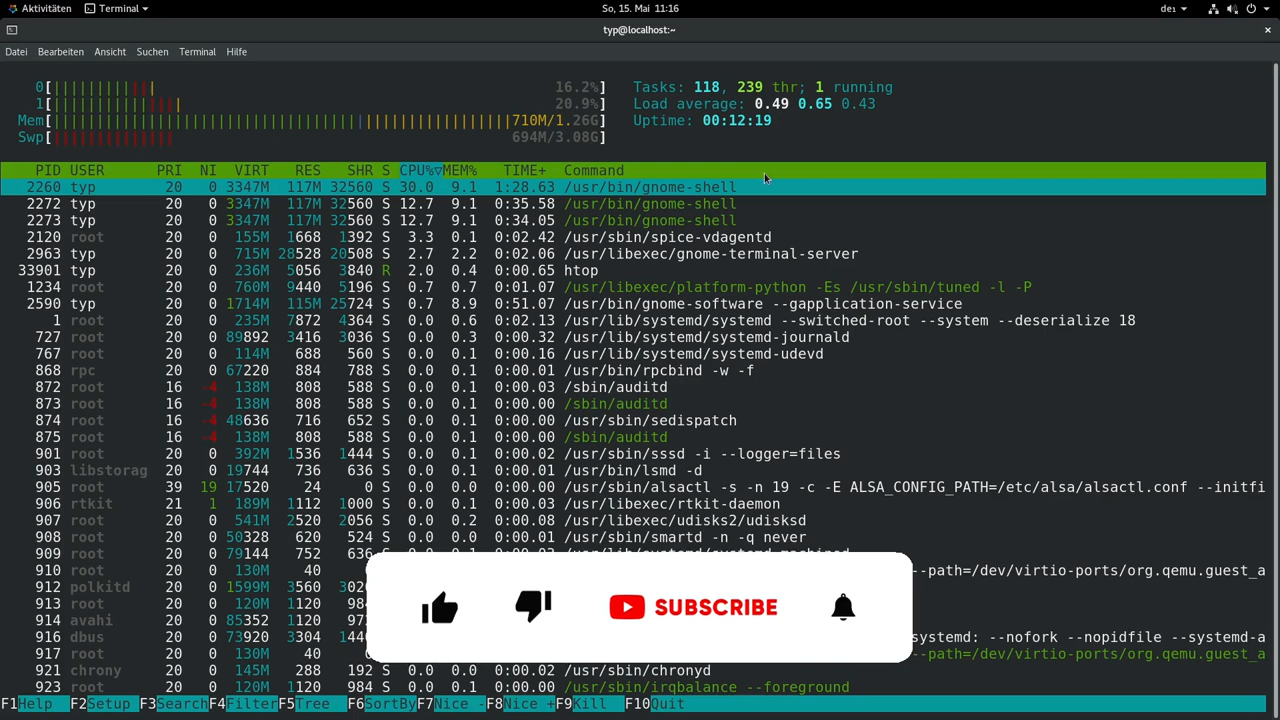 Aktivitäten Terminal So, 15. Mai 11:16 de1
typ@localhost:~
Datei Bearbeiten Ansicht Suchen Terminal Hilfe
0[ 16.2%] Tasks: 118, 239 thr; 1 running
1[ 20.9%] Load average: 0.49 0.65 0.43
Mem[ 710M/1.26G] Uptime: 00:12:19
Swp[ 694M/3.08G]
PID USER PRI NI VIRT RES SHR S CPU%▽MEM% TIME+ Command
2260 typ 20 0 3347M 117M 32560 S 30.0 9.1 1:28.63 /usr/bin/gnome-shell
2272 typ 20 0 3347M 117M 32560 S 12.7 9.1 0:35.58 /usr/bin/gnome-shell
2273 typ 20 0 3347M 117M 32560 S 12.7 9.1 0:34.05 /usr/bin/gnome-shell
2120 root 20 0 155M 1668 1392 S 3.3 0.1 0:02.42 /usr/sbin/spice-vdagentd
2963 typ 20 0 715M 28528 20508 S 2.7 2.2 0:02.06 /usr/libexec/gnome-terminal-server
33901 typ 20 0 236M 5056 3840 R 2.0 0.4 0:00.65 htop
1234 root 20 0 760M 9440 5196 S 0.7 0.7 0:01.07 /usr/libexec/platform-python -Es /usr/sbin/tuned -l -P
2590 typ 20 0 1714M 115M 25724 S 0.7 8.9 0:51.07 /usr/bin/gnome-software --gapplication-service
1 root 20 0 235M 7872 4364 S 0.0 0.6 0:02.13 /usr/lib/systemd/systemd --switched-root --system --deserialize 18
727 root 20 0 89892 3416 3036 S 0.0 0.3 0:00.32 /usr/lib/systemd/systemd-journald
767 root 20 0 114M 688 560 S 0.0 0.1 0:00.16 /usr/lib/systemd/systemd-udevd
868 rpc 20 0 67220 884 788 S 0.0 0.1 0:00.01 /usr/bin/rpcbind -w -f
872 root 16 -4 138M 808 588 S 0.0 0.1 0:00.03 /sbin/auditd
873 root 16 -4 138M 808 588 S 0.0 0.1 0:00.00 /sbin/auditd
874 root 16 -4 48636 716 652 S 0.0 0.1 0:00.00 /usr/sbin/sedispatch
875 root 16 -4 138M 808 588 S 0.0 0.1 0:00.00 /sbin/auditd
901 root 20 0 392M 1536 1444 S 0.0 0.1 0:00.03 /usr/sbin/sssd -i --logger=files
903 libstorag 20 0 19744 736 636 S 0.0 0.1 0:00.01 /usr/bin/lsmd -d
905 root 39 19 17520 24 0 S 0.0 0.0 0:00.00 /usr/sbin/alsactl -s -n 19 -c -E ALSA_CONFIG_PATH=/etc/alsa/alsactl.conf --initfi
906 rtkit 21 1 189M 1112 1000 S 0.0 0.1 0:00.03 /usr/libexec/rtkit-daemon
907 root 20 0 541M 2520 2056 S 0.0 0.2 0:00.08 /usr/libexec/udisks2/udisksd
908 root 20 0 50328 620 524 S 0.0 0.0 0:00.01 /usr/sbin/smartd -n -q never
909 root 20 0 79144 752 636
910 root 20 0 130M 40 --path=/dev/virtio-ports/org.qemu.guest_a
912 polkitd 20 0 1599M 3560
913 root 20 0 120M 1120 984
914 avahi 20 0 85352 1120
916 dbus 20 0 73920 3304 systemd: --nofork --nopidfile --systemd-a
917 root 20 0 130M 40 --path=/dev/virtio-ports/org.qemu.guest_a
SUBSCRIBE
921 chrony 20 0 145M 288 192 S 0.0 0.0 0:00.02 /usr/sbin/chronyd
923 root 20 0 120M 1120 984 S 0.0 0.1 0:00.00 /usr/sbin/irqbalance --foreground
F1Help F2Setup F3SearchF4FilterF5Tree F6SortByF7Nice -F8Nice +F9Kill F10Quit